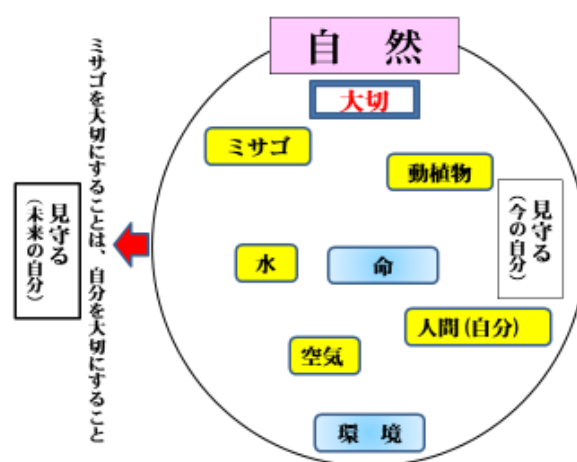 自　然
大切
ミサゴ
動植物
水
命
空気
人間(自分)
環　境
見守る
(今の自分)
ミサゴを大切にすることは、自分を大切にすること
見守る
(未来の自分)